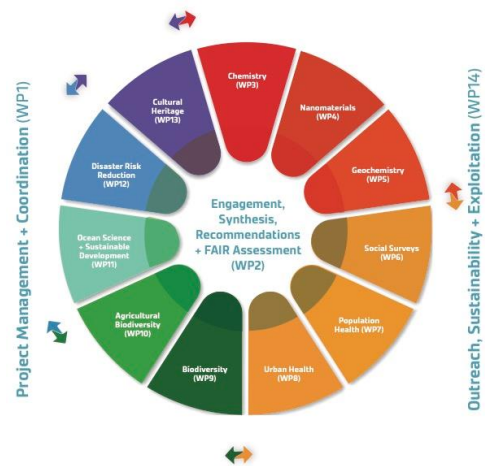 Project Management + Coordination (WP1)
Chemistry
(WP3)
Nanomaterials
(WP4)
Geochemistry
(WP5)
Social Surveys
(WP6)
Population
Health (WP7)
Urban Health
(WP8)
Biodiversity
(WP9)
Agricultural
Biodiversity
(WP10)
Ocean Science
+ Sustainable
Development
(WP11)
Disaster Risk
Reduction
(WP12)
Cultural
Heritage
(WP13)
Engagement,
Synthesis,
Recommendations
+ FAIR Assessment
(WP2)
Outreach, Sustainability + Exploitation (WP14)